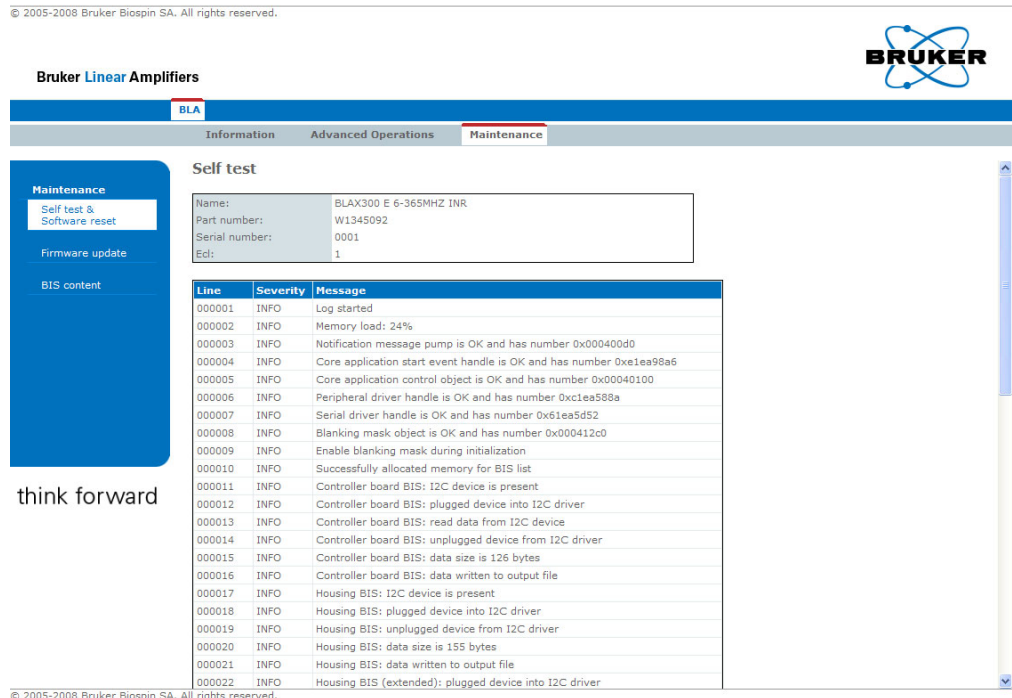 © 2005-2008 Bruker Biospin SA. All rights reserved.
BRUKER
Bruker Linear Amplifiers
BLA
Information Advanced Operations Maintenance
Maintenance
Self test &
Software reset
Firmware update
BIS content
think forward
Self test
Name: BLAX300 E 6-365MHZ INR
Part number: W1345092
Serial number: 0001
Ecl: 1
Line Severity Message
000001 INFO Log started
000002 INFO Memory load: 24%
000003 INFO Notification message pump is OK and has number 0x000400d0
000004 INFO Core application start event handle is OK and has number 0xe1ea98a6
000005 INFO Core application control object is OK and has number 0x00040100
000006 INFO Peripheral driver handle is OK and has number 0xc1ea588a
000007 INFO Serial driver handle is OK and has number 0x61ea5d52
000008 INFO Blanking mask object is OK and has number 0x000412c0
000009 INFO Enable blanking mask during initialization
000010 INFO Successfully allocated memory for BIS list
000011 INFO Controller board BIS: I2C device is present
000012 INFO Controller board BIS: plugged device into I2C driver
000013 INFO Controller board BIS: read data from I2C device
000014 INFO Controller board BIS: unplugged device from I2C driver
000015 INFO Controller board BIS: data size is 126 bytes
000016 INFO Controller board BIS: data written to output file
000017 INFO Housing BIS: I2C device is present
000018 INFO Housing BIS: plugged device into I2C driver
000019 INFO Housing BIS: unplugged device from I2C driver
000020 INFO Housing BIS: data size is 155 bytes
000021 INFO Housing BIS: data written to output file
000022 INFO Housing BIS (extended): plugged device into I2C driver
© 2005-2008 Bruker Biospin SA. All rights reserved.